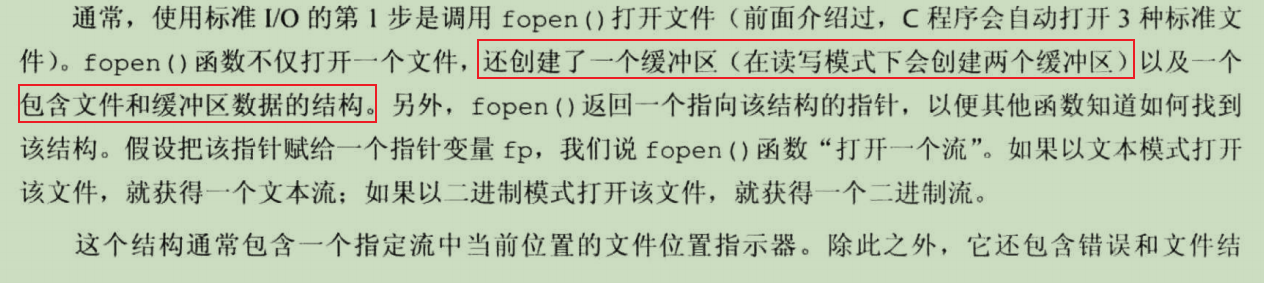 通常，使用标准 I/O 的第 1 步是调用 fopen()打开文件（前面介绍过，C 程序会自动打开 3 种标准文
件）。fopen()函数不仅打开一个文件，还创建了一个缓冲区（在读写模式下会创建两个缓冲区）以及一个
包含文件和缓冲区数据的结构。另外，fopen()返回一个指向该结构的指针，以便其他函数知道如何找到
该结构。假设把该指针赋给一个指针变量 fp，我们说 fopen()函数“打开一个流”。如果以文本模式打开
该文件，就获得一个文本流；如果以二进制模式打开该文件，就获得一个二进制流。
这个结构通常包含一个指定流中当前位置的文件位置指示器。除此之外，它还包含错误和文件结